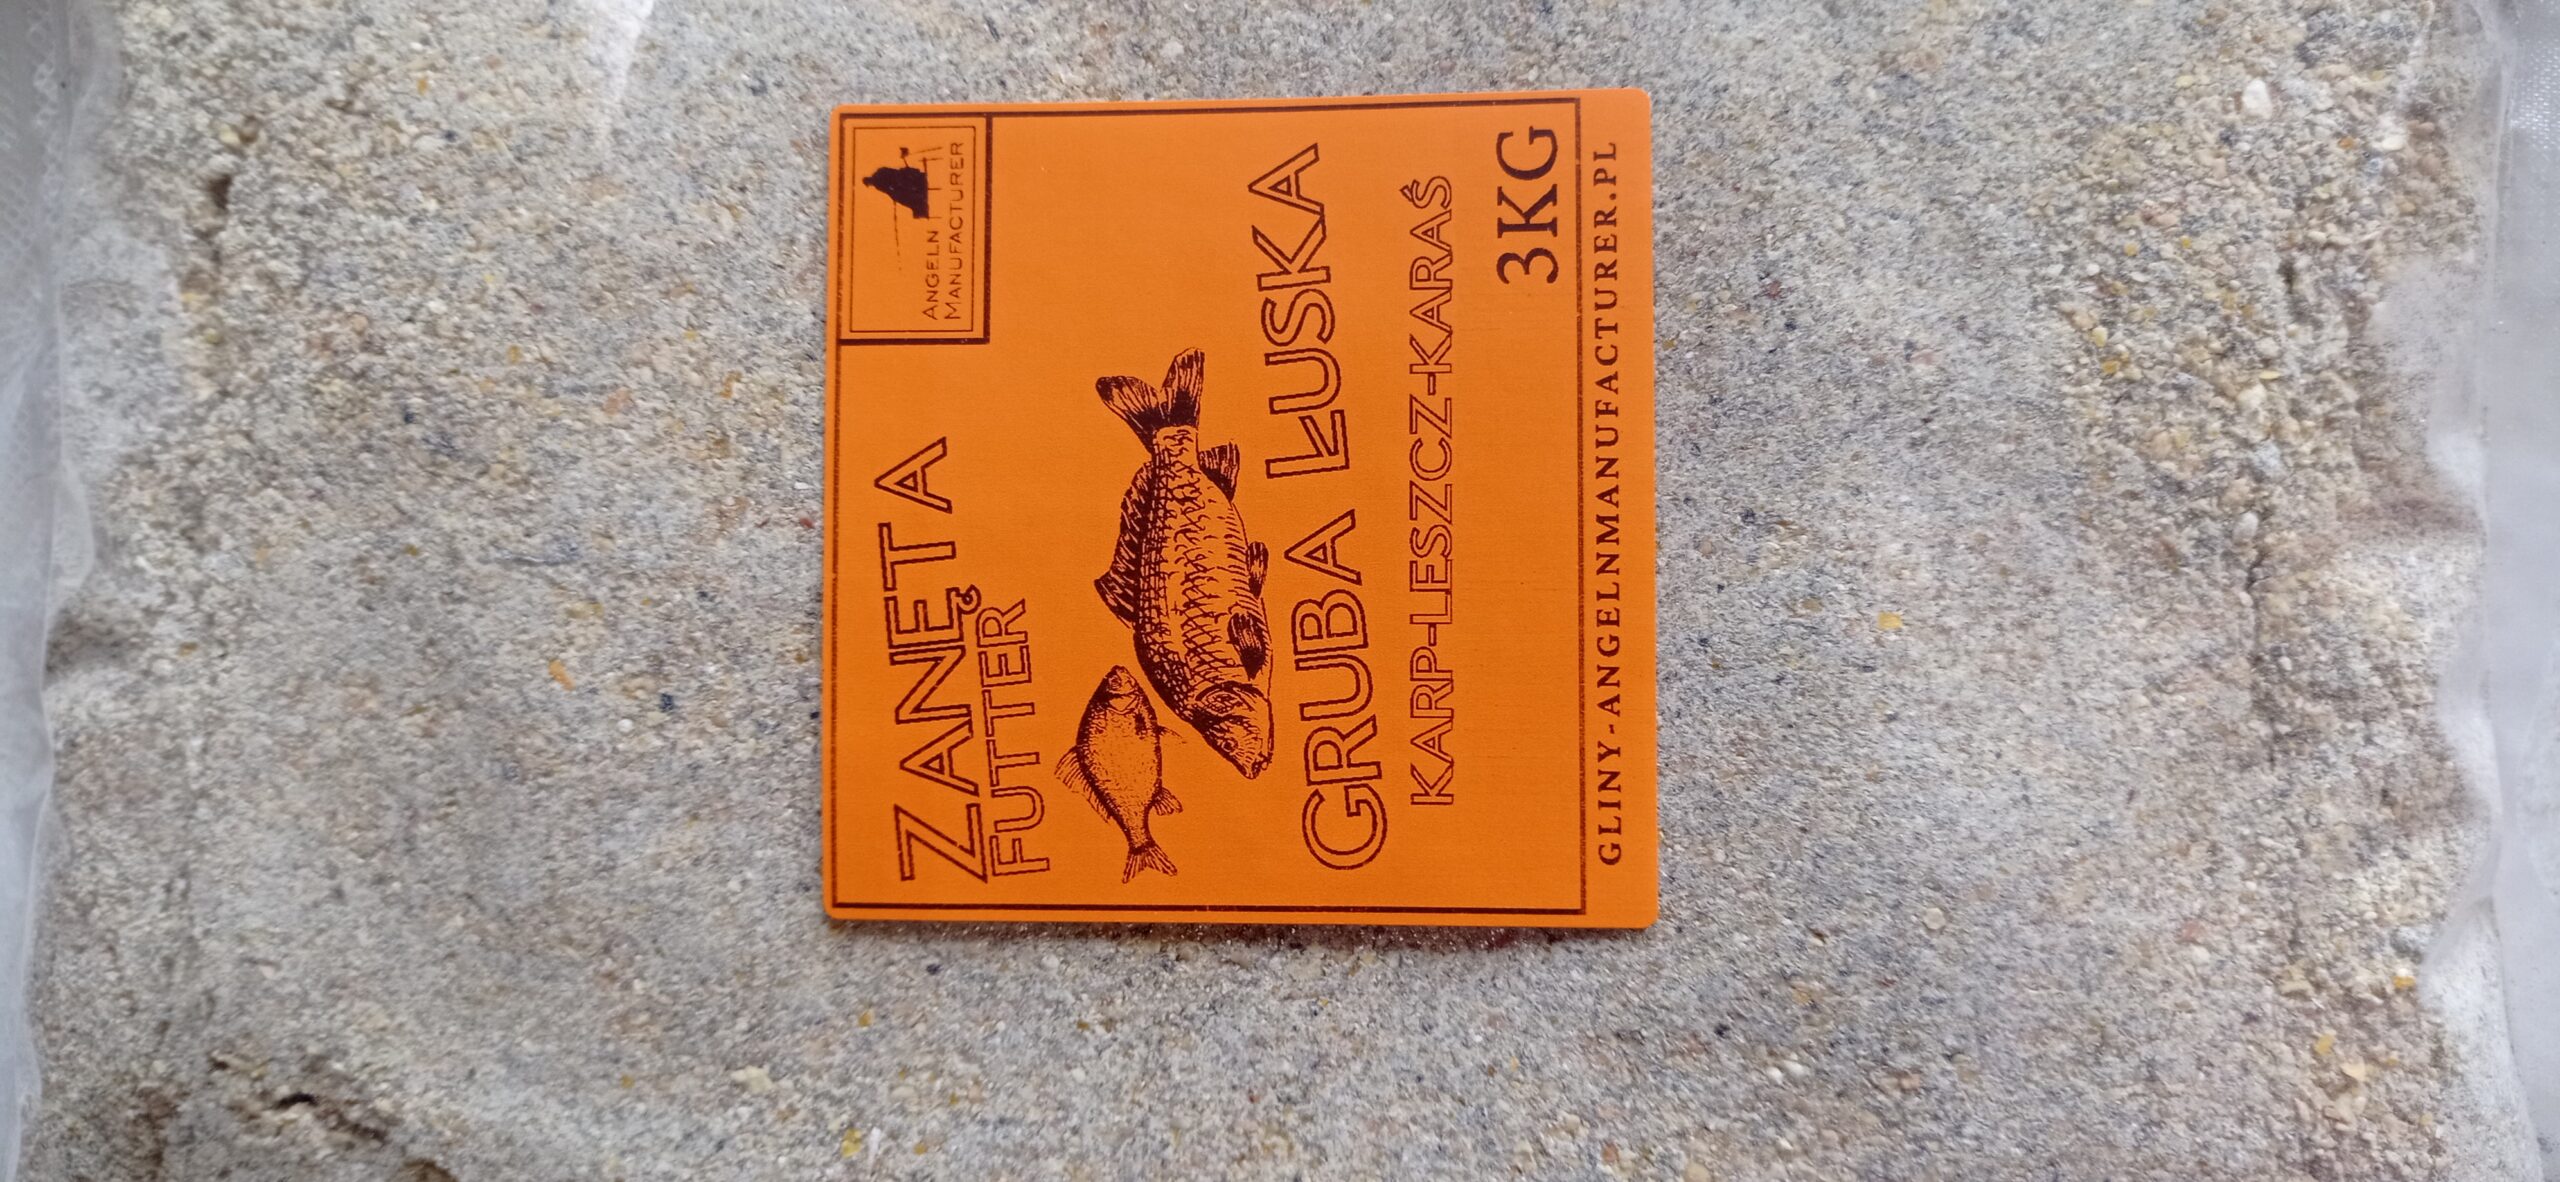 ANGELN
MANUFACTURER
ZANĘTA
FUTTER
GRUBA ŁUSKA
KARP-LESZCZ-KARAŚ
3KG
GLINY-ANGELNMANUFACTURER.PL